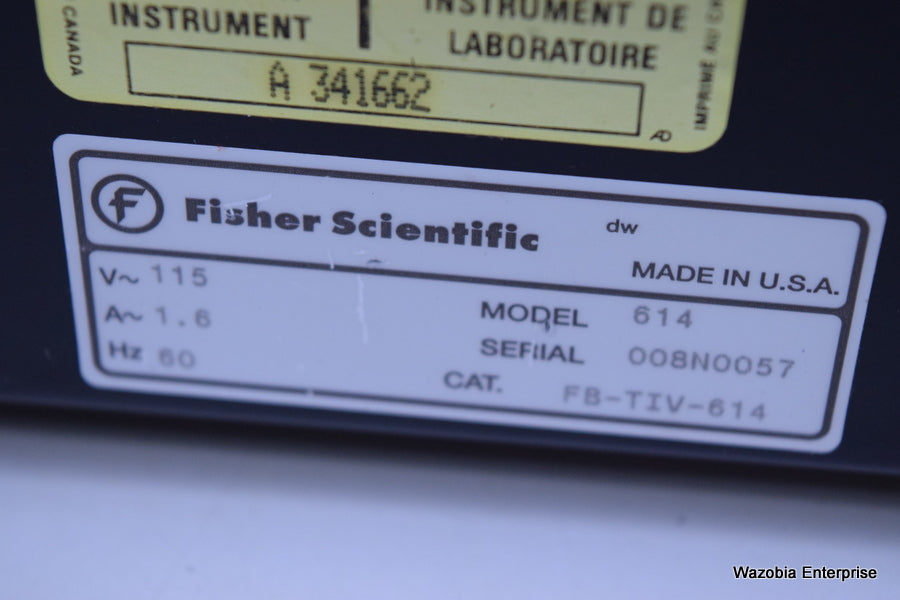 INSTRUMENT
INSTRUMENT DE
LABORATOIRE
CANADA
IMPRIMÉ AU
A 341662
Fisher Scientific
dw
MADE IN U.S.A.
V~ 115
A~ 1.6
Hz 60
MODEL 614
SERIAL 008N0057
CAT. FB-TIV-614
Wazobia Enterprise